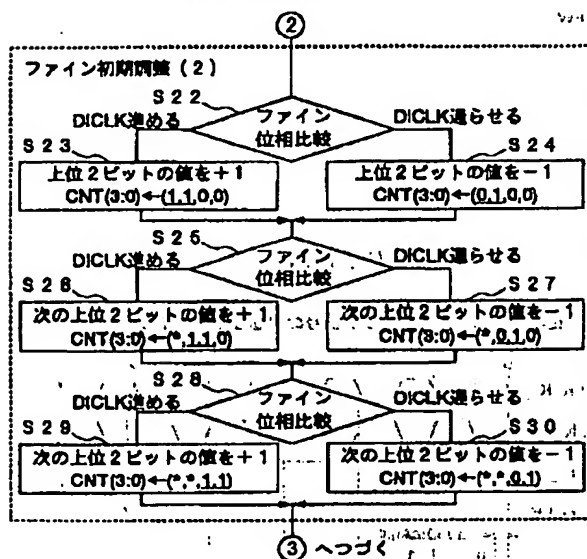 ②
ファイン初期調整(2)
S22
DICLK進める
ファイン
位相比較
DICLK遅らせる
S23
上位2ビットの値を+1
CNT(3:0)←(1,1,0,0)
S24
上位2ビットの値を-1
CNT(3:0)←(0,1,0,0)
S25
DICLK進める
ファイン
位相比較
DICLK遅らせる
S26
次の上位2ビットの値を+1
CNT(3:0)←(*,1,1,0)
S27
次の上位2ビットの値を-1
CNT(3:0)←(*,0,1,0)
S28
DICLK進める
ファイン
位相比較
DICLK遅らせる
S29
次の上位2ビットの値を+1
CNT(3:0)←(*,*,1,1)
S30
次の上位2ビットの値を-1
CNT(3:0)←(*,*,0,1)
③ へつづく